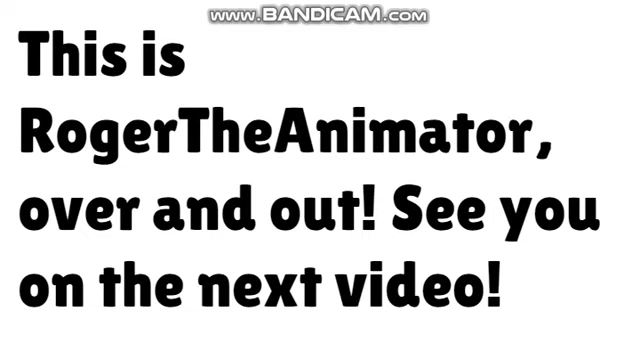 www.BANDICAM.com
This is
RogerTheAnimator,
over and out! See you
on the next video!